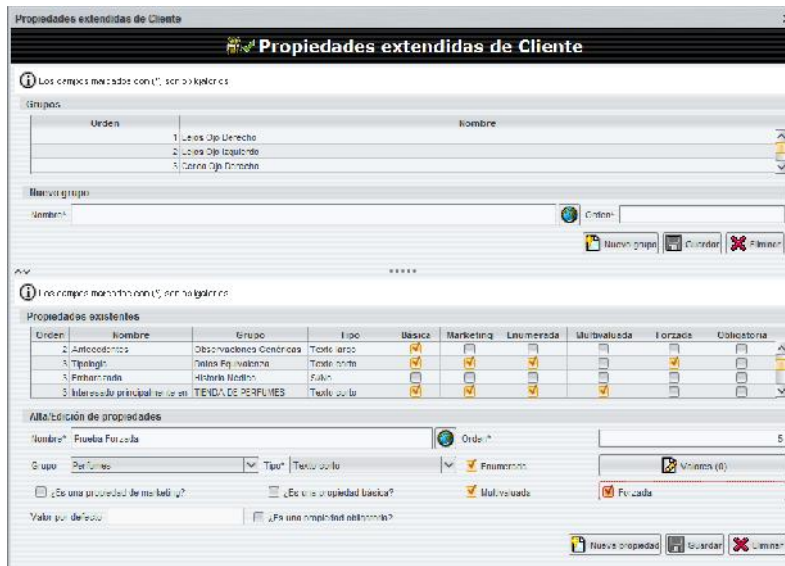 Propiedades extendidas de Cliente
Propiedades extendidas de Cliente
Los campos marcados con (*) son obligatorios
Grupos
Orden Nombre
1 Lejos Ojo Derecho
2 Lejos Ojo Izquierdo
3 Cerca Ojo Derecho
Nuevo grupo
Nombre* Orden*
Nuevo grupo Guardar Eliminar
Los campos marcados con (*) son obligatorios
Propiedades existentes
Orden Nombre Grupo Tipo Básica Marketing Enumerada Multivaluada Forzada Obligatoria
2 Antecedentes Observaciones Genéricas Texto largo
3 Tipología Datos Equivalenza Texto corto
3 Embarazada Historia Médica Si/No
3 Interesado principalmente en TIENDA DE PERFUMES Texto corto
Alta/Edición de propiedades
Nombre* Prueba Forzada Orden* 5
Grupo Perfumes Tipo* Texto corto Enumerada Valores (0)
¿Es una propiedad de marketing? ¿Es una propiedad básica? Multivaluada Forzada
Valor por defecto ¿Es una propiedad obligatoria?
Nueva propiedad Guardar Eliminar